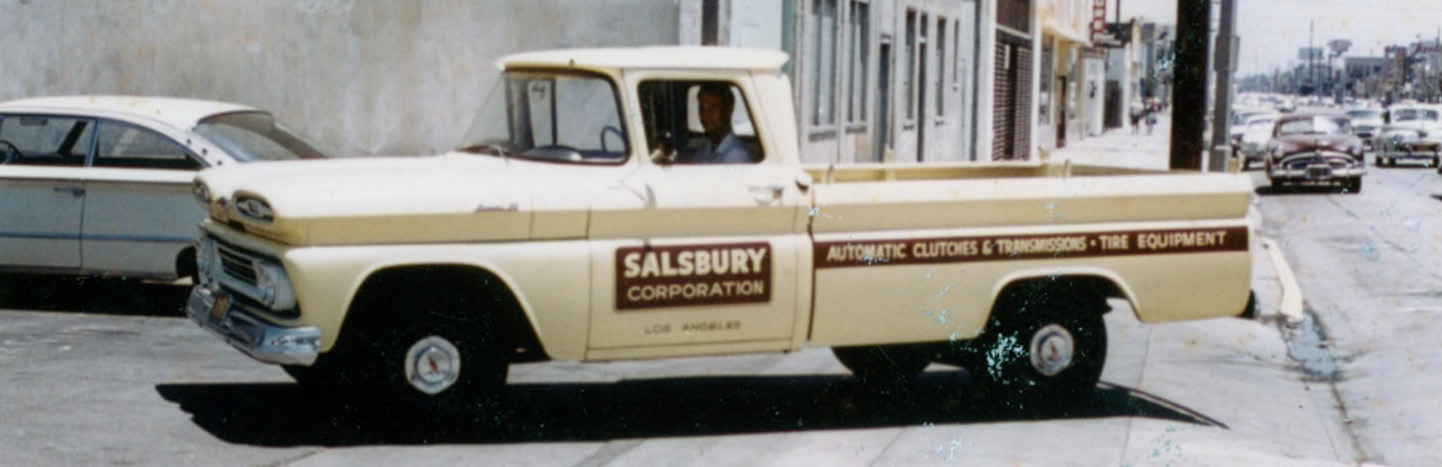 SALSBURY
CORPORATION
LOS ANGELES
AUTOMATIC CLUTCHES & TRANSMISSIONS • TIRE EQUIPMENT